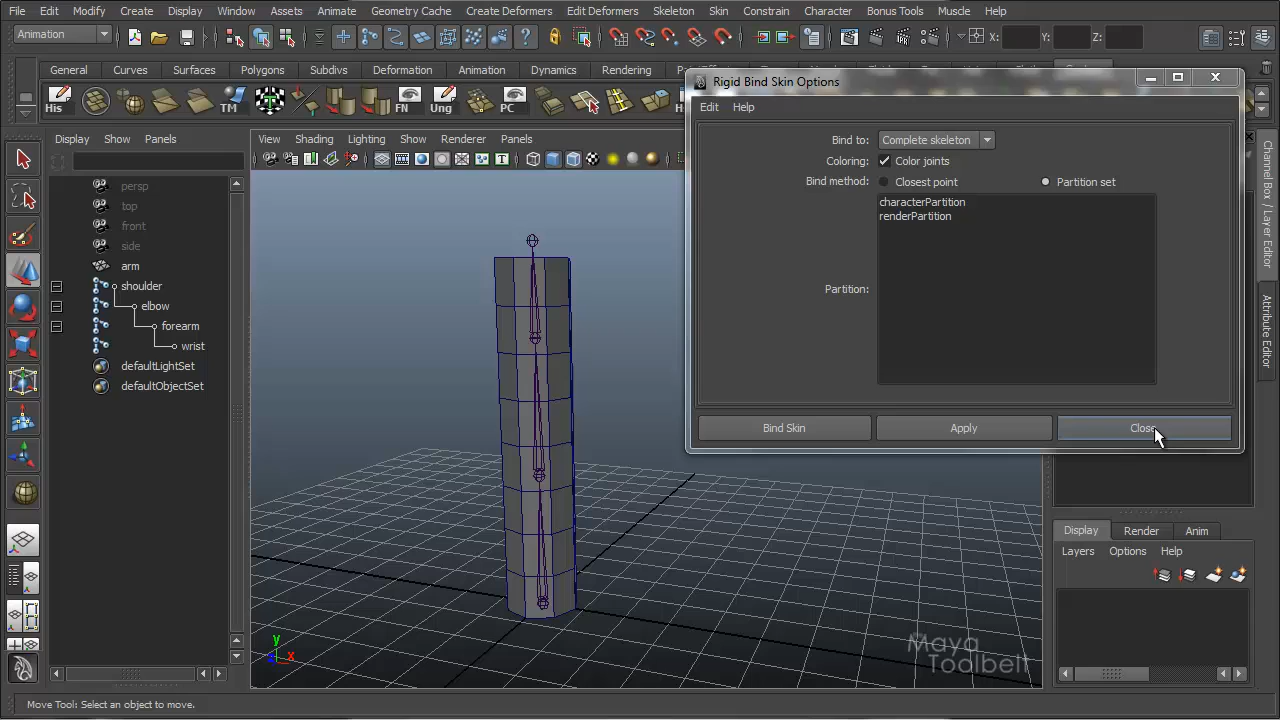 File Edit Modify Create Display Window Assets Animate Geometry Cache Create Deformers Edit Deformers Skeleton Skin Constrain Character Bonus Tools Muscle Help
Animation X: Y: Z:
General Curves Surfaces Polygons Subdivs Deformation Animation Dynamics Rendering
His TM FN Ung PC
Rigid Bind Skin Options
Edit Help
Bind to: Complete skeleton
Coloring: Color joints
Bind method: Closest point Partition set
characterPartition
renderPartition
Partition:
Bind Skin Apply Close
Display Show Panels
persp
top
front
side
arm
shoulder
elbow
forearm
wrist
defaultLightSet
defaultObjectSet
View Shading Lighting Show Renderer Panels
y
x
Maya
Toolbelt
Channel Box / Layer Editor
Attribute Editor
Display Render Anim
Layers Options Help
Move Tool: Select an object to move.